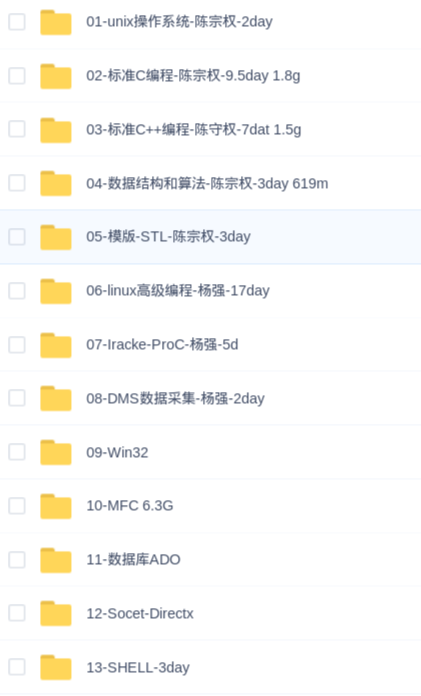 01-unix操作系统-陈宗权-2day
02-标准C编程-陈宗权-9.5day 1.8g
03-标准C++编程-陈守权-7dat 1.5g
04-数据结构和算法-陈宗权-3day 619m
05-模版-STL-陈宗权-3day
06-linux高级编程-杨强-17day
07-Iracke-ProC-杨强-5d
08-DMS数据采集-杨强-2day
09-Win32
10-MFC 6.3G
11-数据库ADO
12-Socet-Directx
13-SHELL-3day